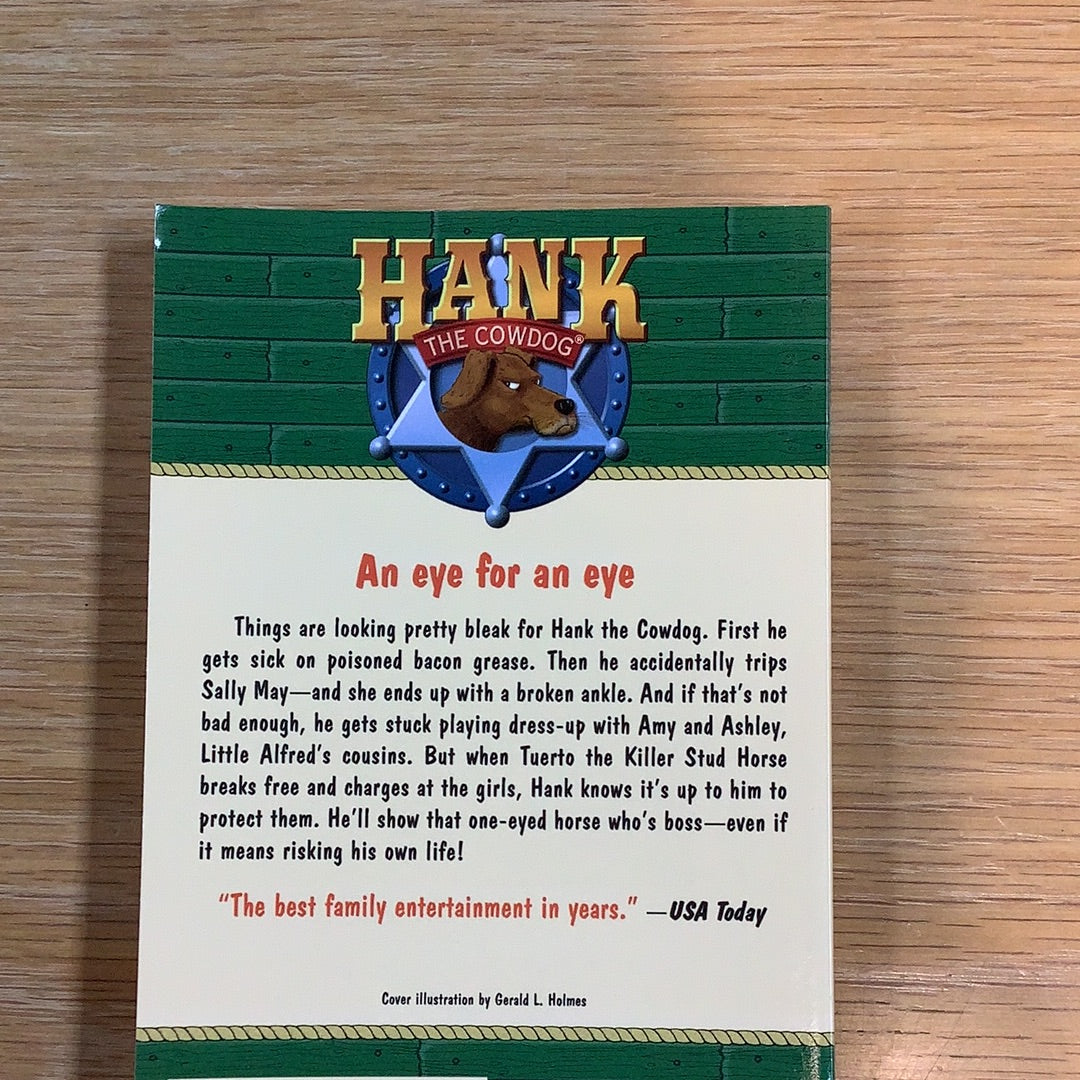 HANK
THE COWDOG®
An eye for an eye
Things are looking pretty bleak for Hank the Cowdog. First he
gets sick on poisoned bacon grease. Then he accidentally trips
Sally May—and she ends up with a broken ankle. And if that's not
bad enough, he gets stuck playing dress-up with Amy and Ashley,
Little Alfred's cousins. But when Tuerto the Killer Stud Horse
breaks free and charges at the girls, Hank knows it's up to him to
protect them. He'll show that one-eyed horse who's boss—even if
it means risking his own life!
"The best family entertainment in years." —USA Today
Cover illustration by Gerald L. Holmes